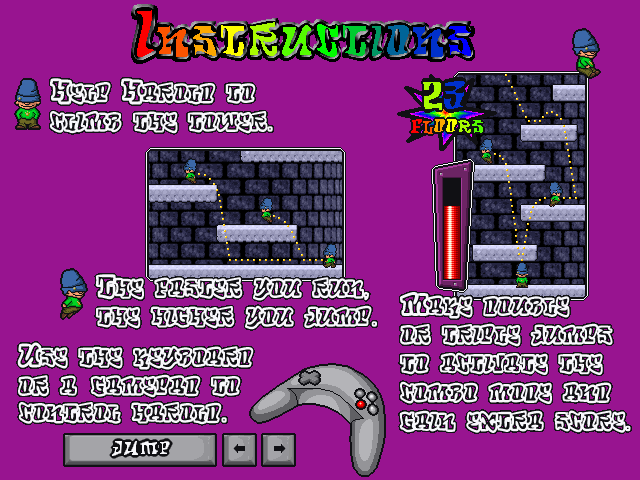 Instructions
Help Harold to
climb the tower.
23
FLOORS
The faster you run,
the higher you jump.
Make double
or triple jumps
to activate the
combo mode and
gain extra score.
Use the keyboard
or a gamepad to
control Harold.
JUMP